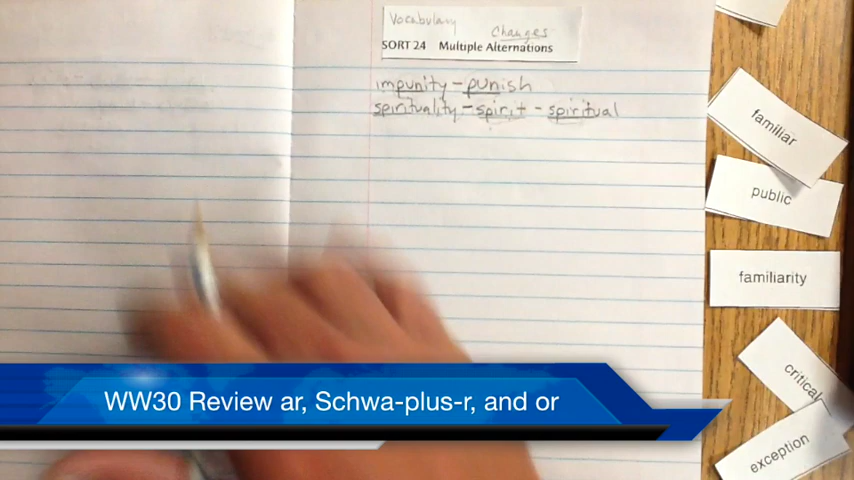 Vocabulary
Changes
SORT 24 Multiple Alternations
impunity - punish
spirituality - spirit - spiritual
familiar
public
familiarity
critical
exception
WW30 Review ar, Schwa-plus-r, and or